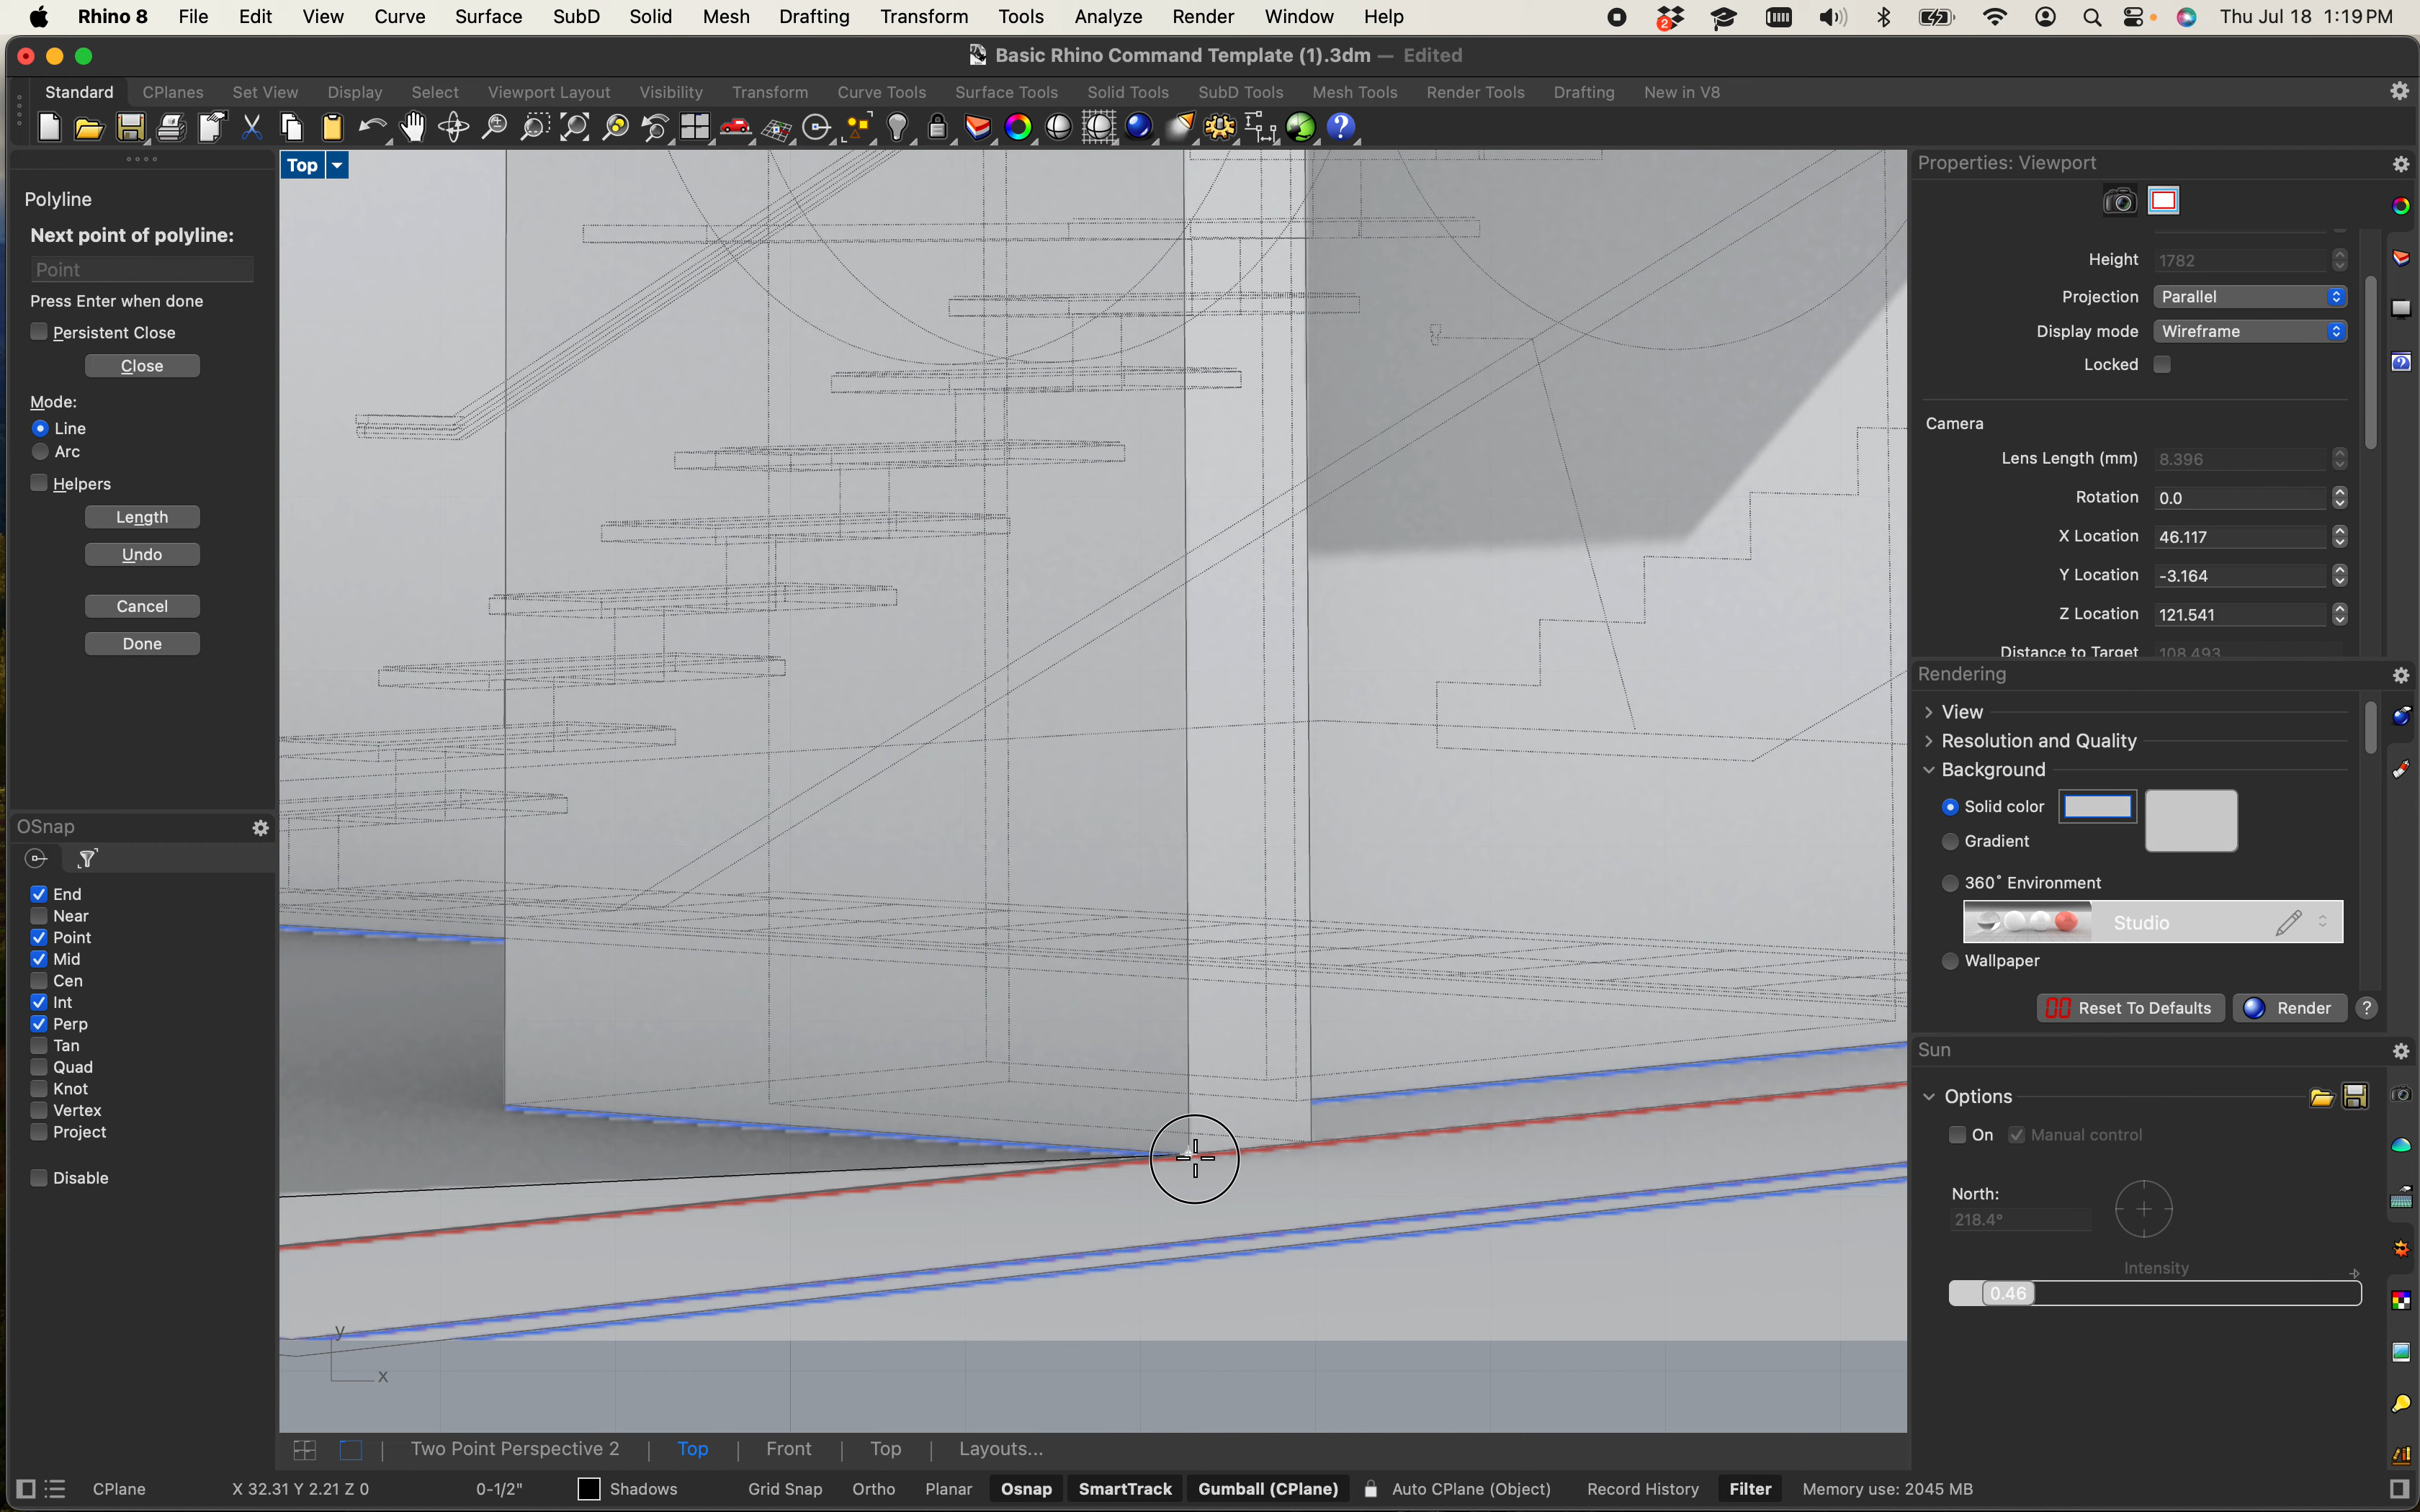 Rhino 8 File Edit View Curve Surface SubD Solid Mesh Drafting Transform Tools Analyze Render Window Help 2 Thu Jul 18 1:19 PM
Basic Rhino Command Template (1).3dm — Edited
Standard CPlanes Set View Display Select Viewport Layout Visibility Transform Curve Tools Surface Tools Solid Tools SubD Tools Mesh Tools Render Tools Drafting New in V8
Polyline
Next point of polyline:
Point
Press Enter when done
Persistent Close
Close
Mode:
Line
Arc
Helpers
Length
Undo
Cancel
Done
OSnap
End
Near
Point
Mid
Cen
Int
Perp
Tan
Quad
Knot
Vertex
Project
Disable
Top
y
x
Properties: Viewport
Height 1782
Projection Parallel
Display mode Wireframe
Locked
Camera
Lens Length (mm) 8.396
Rotation 0.0
X Location 46.117
Y Location -3.164
Z Location 121.541
Distance to Target 108.493
Rendering
View
Resolution and Quality
Background
Solid color
Gradient
360° Environment
Studio
Wallpaper
Reset To Defaults Render ?
Sun
Options
On Manual control
North:
218.4°
Intensity
0.46
Two Point Perspective 2 | Top | Front | Top | Layouts...
CPlane X 32.31 Y 2.21 Z 0 0-1/2" Shadows Grid Snap Ortho Planar Osnap SmartTrack Gumball (CPlane) Auto CPlane (Object) Record History Filter Memory use: 2045 MB